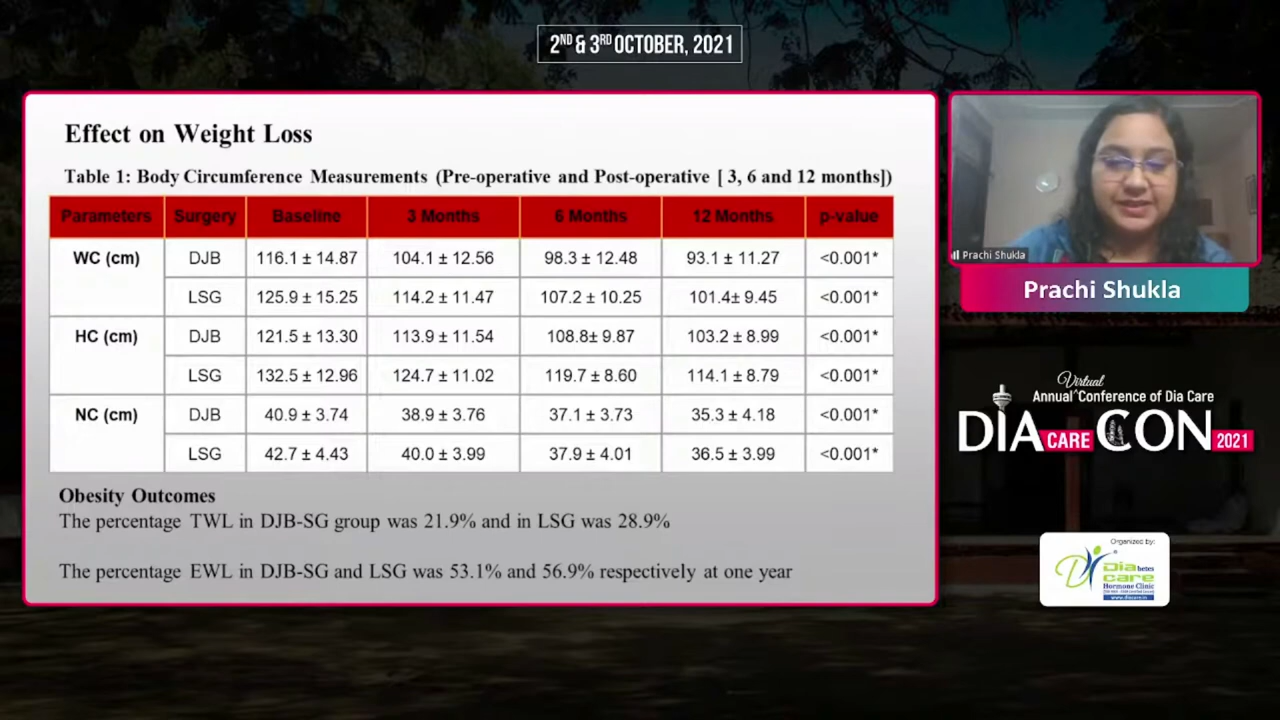 2ND & 3RD OCTOBER, 2021
Effect on Weight Loss
Table 1: Body Circumference Measurements (Pre-operative and Post-operative [ 3, 6 and 12 months])
Parameters Surgery Baseline 3 Months 6 Months 12 Months p-value
WC (cm) DJB 116.1 ± 14.87 104.1 ± 12.56 98.3 ± 12.48 93.1 ± 11.27 <0.001*
LSG 125.9 ± 15.25 114.2 ± 11.47 107.2 ± 10.25 101.4± 9.45 <0.001*
HC (cm) DJB 121.5 ± 13.30 113.9 ± 11.54 108.8± 9.87 103.2 ± 8.99 <0.001*
LSG 132.5 ± 12.96 124.7 ± 11.02 119.7 ± 8.60 114.1 ± 8.79 <0.001*
NC (cm) DJB 40.9 ± 3.74 38.9 ± 3.76 37.1 ± 3.73 35.3 ± 4.18 <0.001*
LSG 42.7 ± 4.43 40.0 ± 3.99 37.9 ± 4.01 36.5 ± 3.99 <0.001*
Obesity Outcomes
The percentage TWL in DJB-SG group was 21.9% and in LSG was 28.9%
The percentage EWL in DJB-SG and LSG was 53.1% and 56.9% respectively at one year
Prachi Shukla
Prachi Shukla
Virtual
Annual ^ Conference of Dia Care
DIA CARE CON 2021
Organized by:
Diabetes
care
Hormone Clinic
www.diacare.in